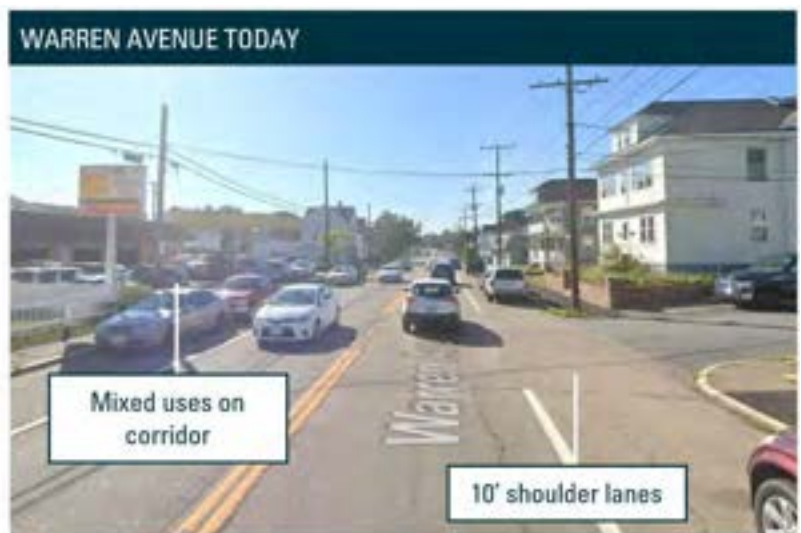 WARREN AVENUE TODAY
Mixed uses on
corridor
Warren
10' shoulder lanes